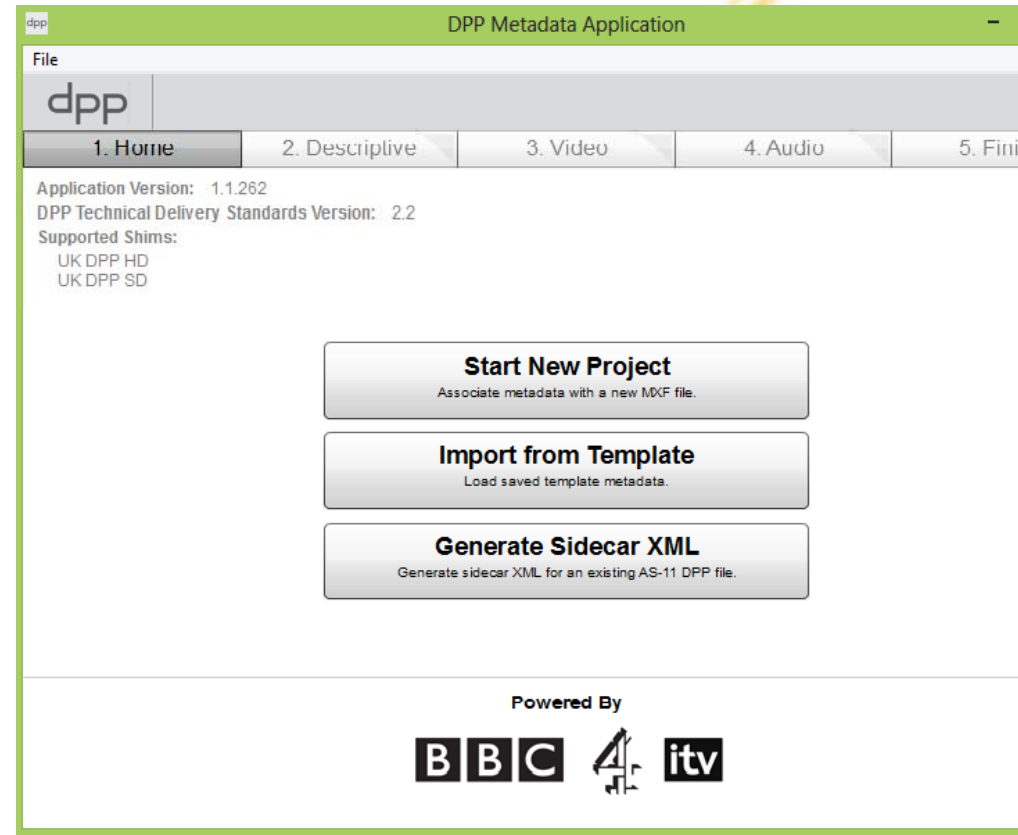 dpp
DPP Metadata Application
File
dpp
1. Home 2. Descriptive 3. Video 4. Audio 5. Fini
Application Version: 1.1.262
DPP Technical Delivery Standards Version: 2.2
Supported Shims:
UK DPP HD
UK DPP SD
Start New Project
Associate metadata with a new MXF file.
Import from Template
Load saved template metadata.
Generate Sidecar XML
Generate sidecar XML for an existing AS-11 DPP file.
Powered By
BBC 4 itv